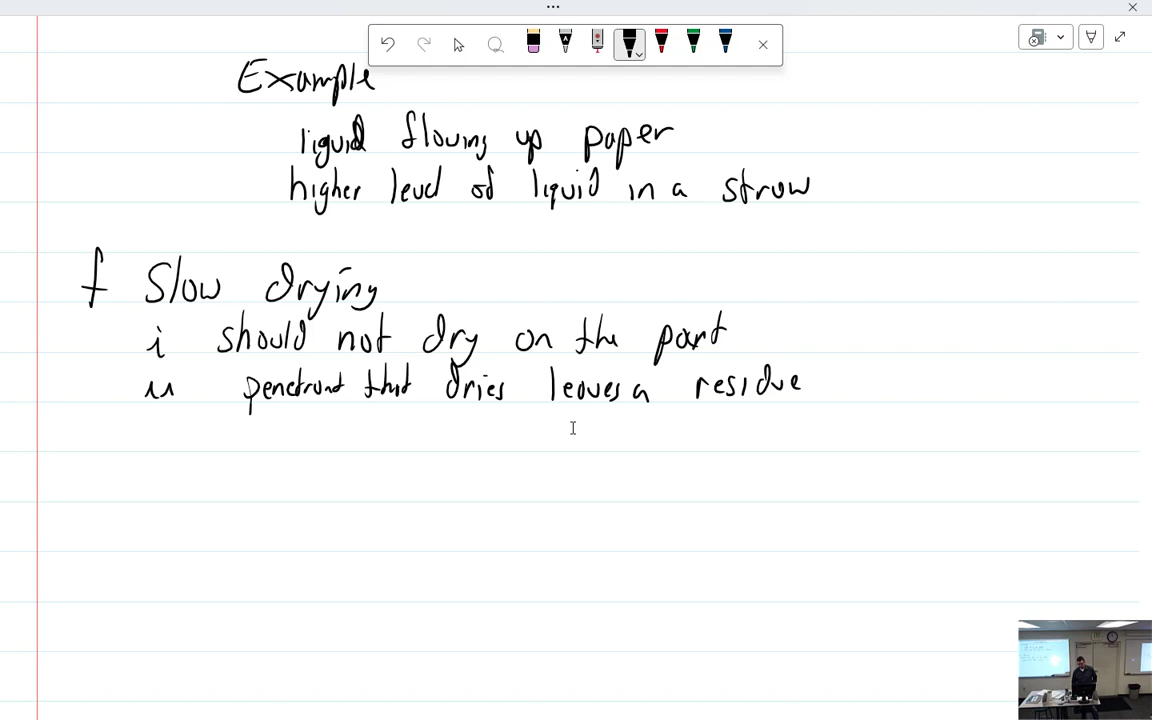 Example
liquid flowing up paper
higher level of liquid in a straw
f Slow drying
i should not dry on the part
ii penetrant that dries leaves a residue